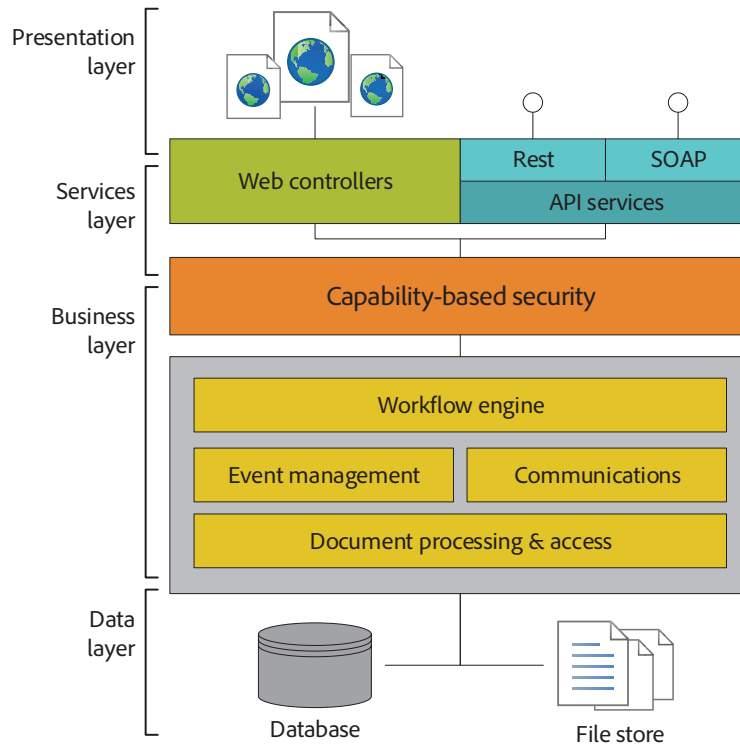 Presentation
layer
Rest
SOAP
Web controllers
API services
Services
layer
Capability-based security
Business
layer
Workflow engine
Event management
Communications
Document processing & access
Data
layer
Database
File store